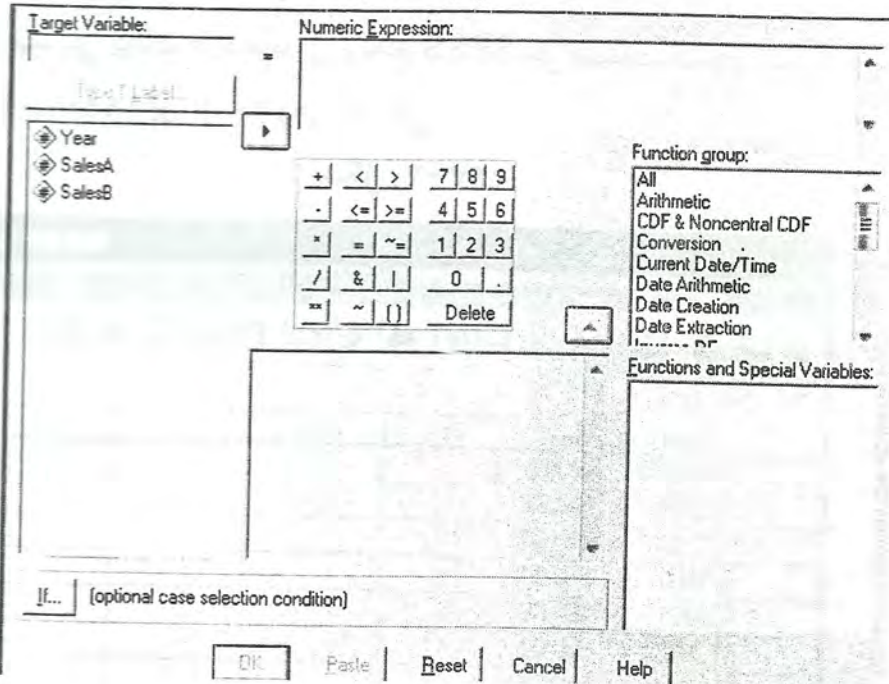 Target Variable:
Numeric Expression:
=
Type & Label...
Year
SalesA
SalesB
+ < > 7 8 9
- <= >= 4 5 6
* = ~= 1 2 3
/ & | 0 .
** ~ () Delete
Function group:
All
Arithmetic
CDF & Noncentral CDF
Conversion
Current Date/Time
Date Arithmetic
Date Creation
Date Extraction
Functions and Special Variables:
If... (optional case selection condition)
OK Paste Reset Cancel Help